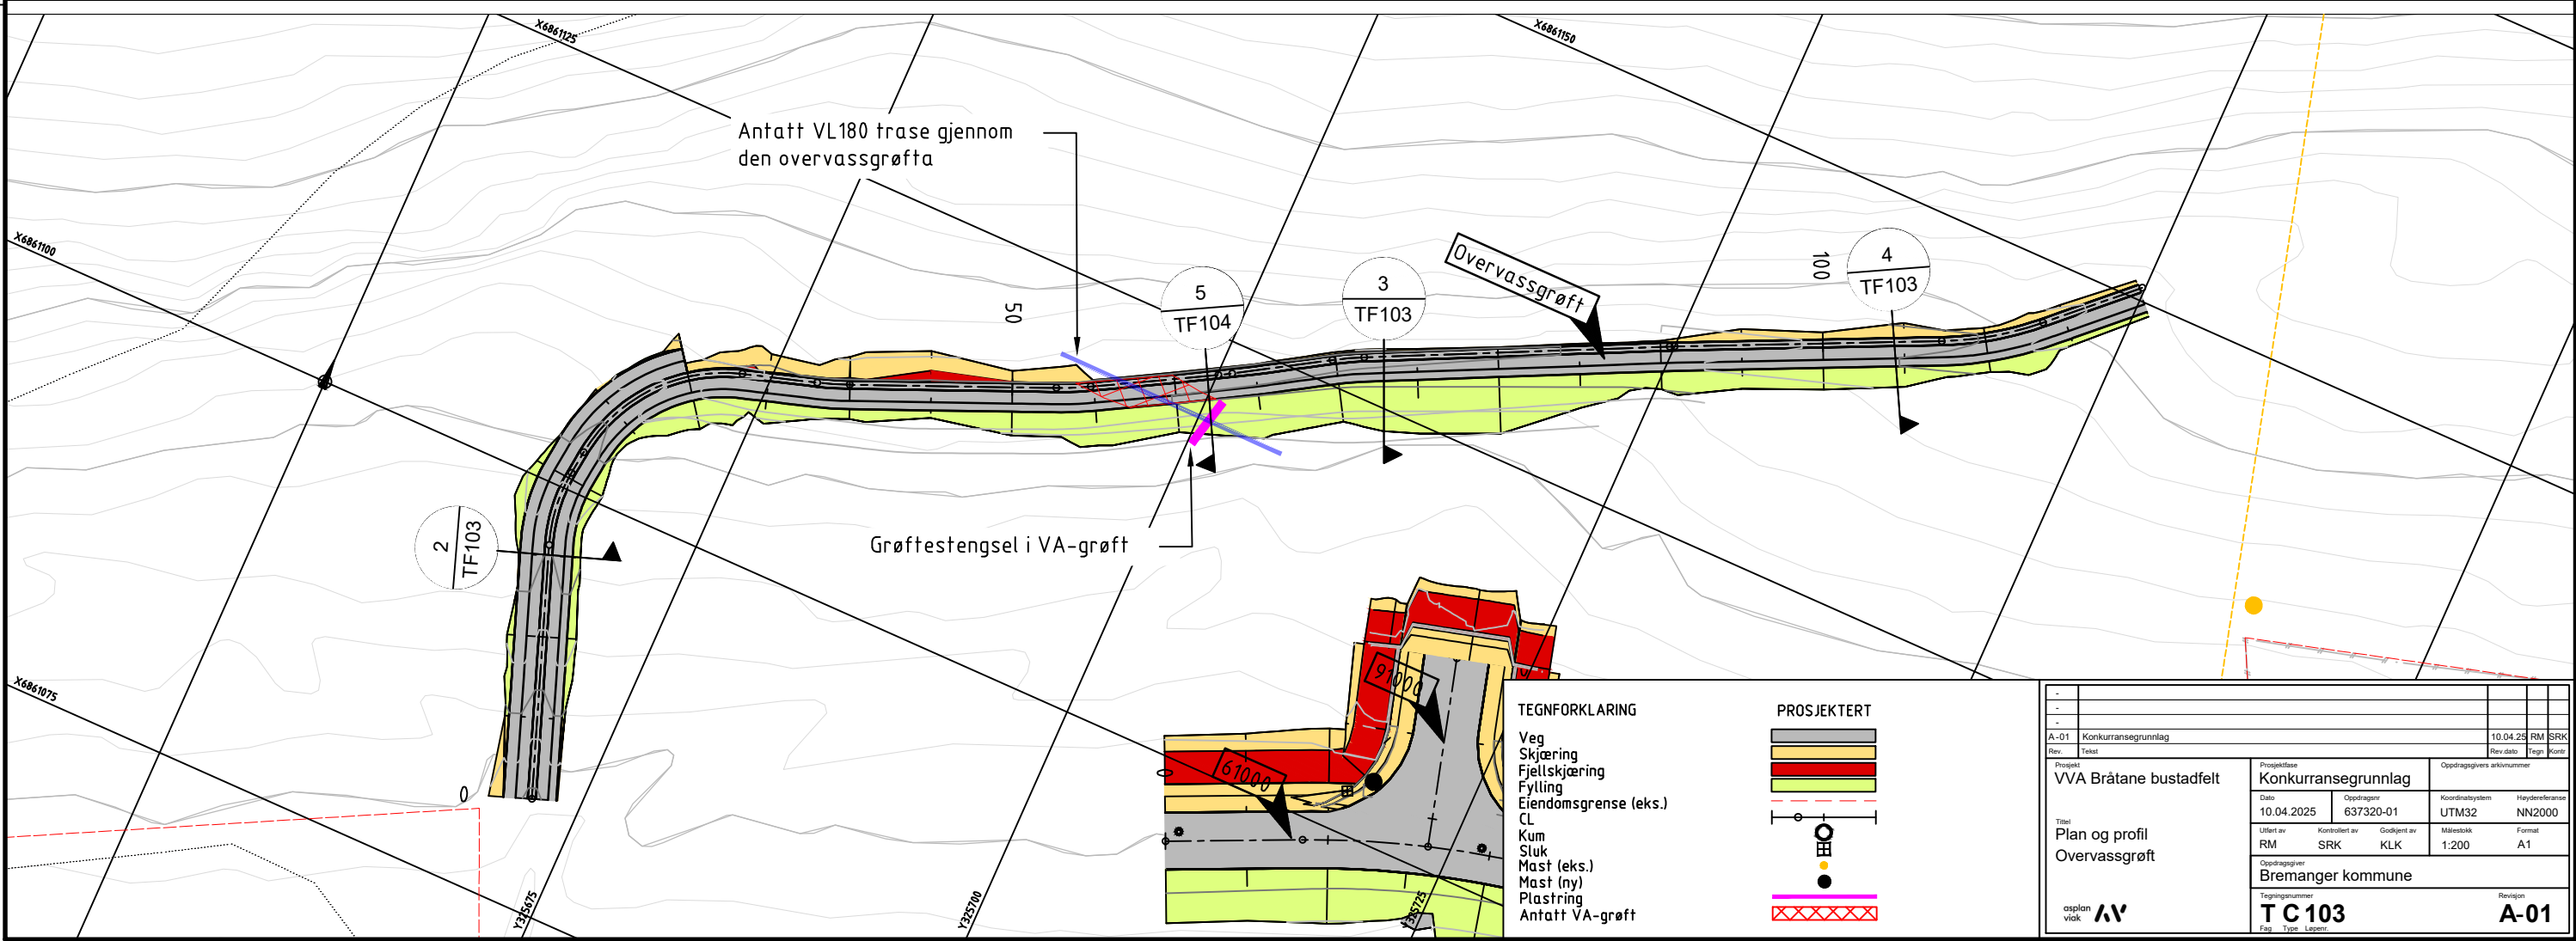 X6861125
X6861150
Antatt VL180 trase gjennom
den overvassgrøfta
X6861100
50
5
TF104
3
TF103
Overvassgrøft
100
4
TF103
2
TF103
Grøftestengsel i VA-grøft
X6861075
0
0
91000
61000
Y325675
Y325700
Y325725
TEGNFORKLARING
PROSJEKTERT
Veg
Skjæring
Fjellskjæring
Fylling
Eiendomsgrense (eks.)
CL
Kum
Sluk
Mast (eks.)
Mast (ny)
Plastring
Antatt VA-grøft
-
-
-
A-01 Konkurransegrunnlag 10.04.25 RM SRK
Rev. Tekst Rev.dato Tegn Kontr
Prosjekt
VVA Bråtane bustadfelt
Prosjektfase
Konkurransegrunnlag
Oppdragsgivers arkivnummer
Dato
10.04.2025
Oppdragsnr
637320-01
Koordinatsystem
UTM32
Høydereferanse
NN2000
Tittel
Plan og profil
Overvassgrøft
Utført av
RM
Kontrollert av
SRK
Godkjent av
KLK
Målestokk
1:200
Format
A1
Oppdragsgiver
Bremanger kommune
asplan
viak
Tegningsnummer
T C 103
Fag Type Løpenr.
Revisjon
A-01